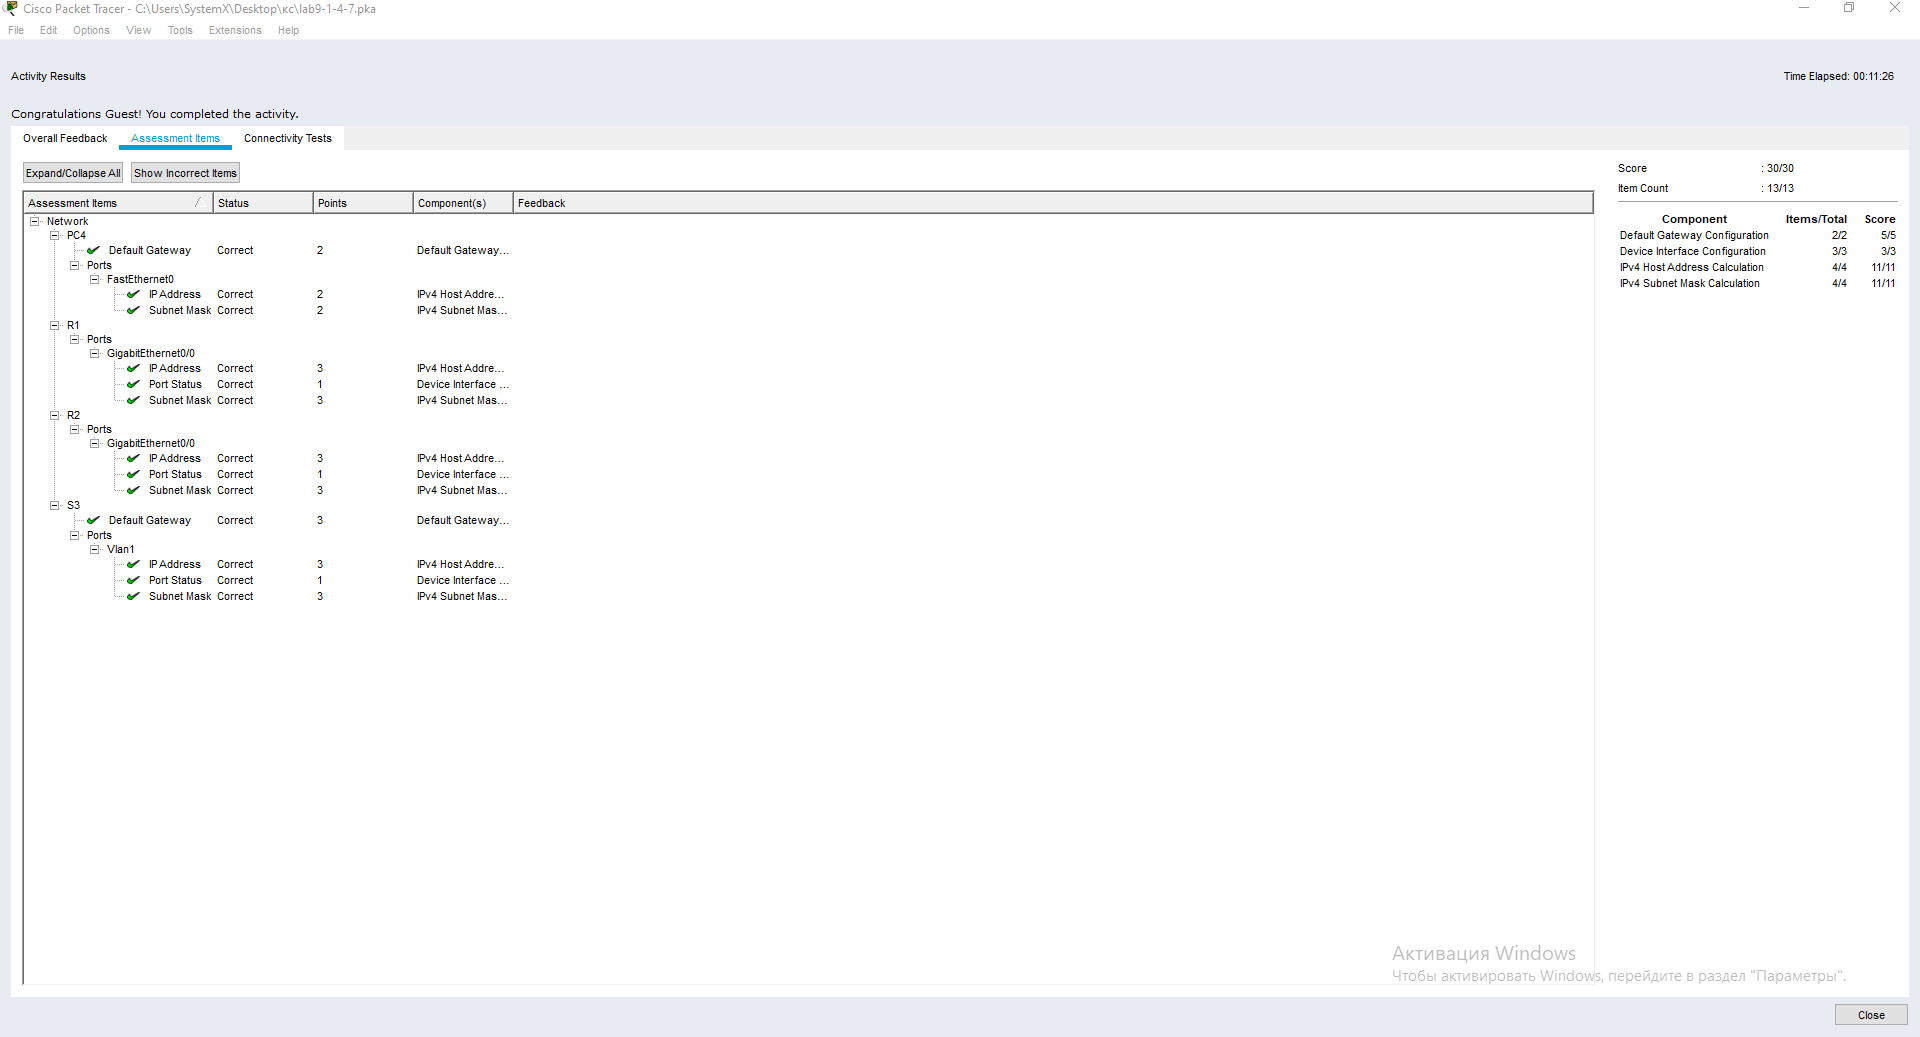 Cisco Packet Tracer - C:\Users\SystemX\Desktop\кс\lab9-1-4-7.pka
File Edit Options View Tools Extensions Help
Activity Results
Time Elapsed: 00:11:26
Congratulations Guest! You completed the activity.
Overall Feedback Assessment Items Connectivity Tests
Expand/Collapse All Show Incorrect Items
Assessment Items Status Points Component(s) Feedback
Network
PC4
Default Gateway Correct 2 Default Gateway...
Ports
FastEthernet0
IP Address Correct 2 IPv4 Host Addre...
Subnet Mask Correct 2 IPv4 Subnet Mas...
R1
Ports
GigabitEthernet0/0
IP Address Correct 3 IPv4 Host Addre...
Port Status Correct 1 Device Interface ...
Subnet Mask Correct 3 IPv4 Subnet Mas...
R2
Ports
GigabitEthernet0/0
IP Address Correct 3 IPv4 Host Addre...
Port Status Correct 1 Device Interface ...
Subnet Mask Correct 3 IPv4 Subnet Mas...
S3
Default Gateway Correct 3 Default Gateway...
Ports
Vlan1
IP Address Correct 3 IPv4 Host Addre...
Port Status Correct 1 Device Interface ...
Subnet Mask Correct 3 IPv4 Subnet Mas...
Score : 30/30
Item Count : 13/13
Component Items/Total Score
Default Gateway Configuration 2/2 5/5
Device Interface Configuration 3/3 3/3
IPv4 Host Address Calculation 4/4 11/11
IPv4 Subnet Mask Calculation 4/4 11/11
Активация Windows
Чтобы активировать Windows, перейдите в раздел "Параметры".
Close